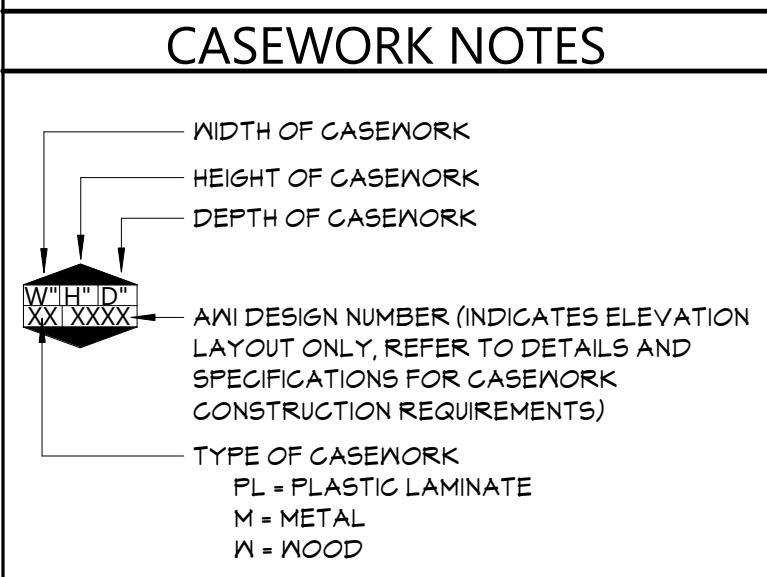 CASEWORK NOTES
WIDTH OF CASEWORK
HEIGHT OF CASEWORK
DEPTH OF CASEWORK
W" H" D"
XX XXXX
AWI DESIGN NUMBER (INDICATES ELEVATION
LAYOUT ONLY, REFER TO DETAILS AND
SPECIFICATIONS FOR CASEWORK
CONSTRUCTION REQUIREMENTS)
TYPE OF CASEWORK
PL = PLASTIC LAMINATE
M = METAL
W = WOOD